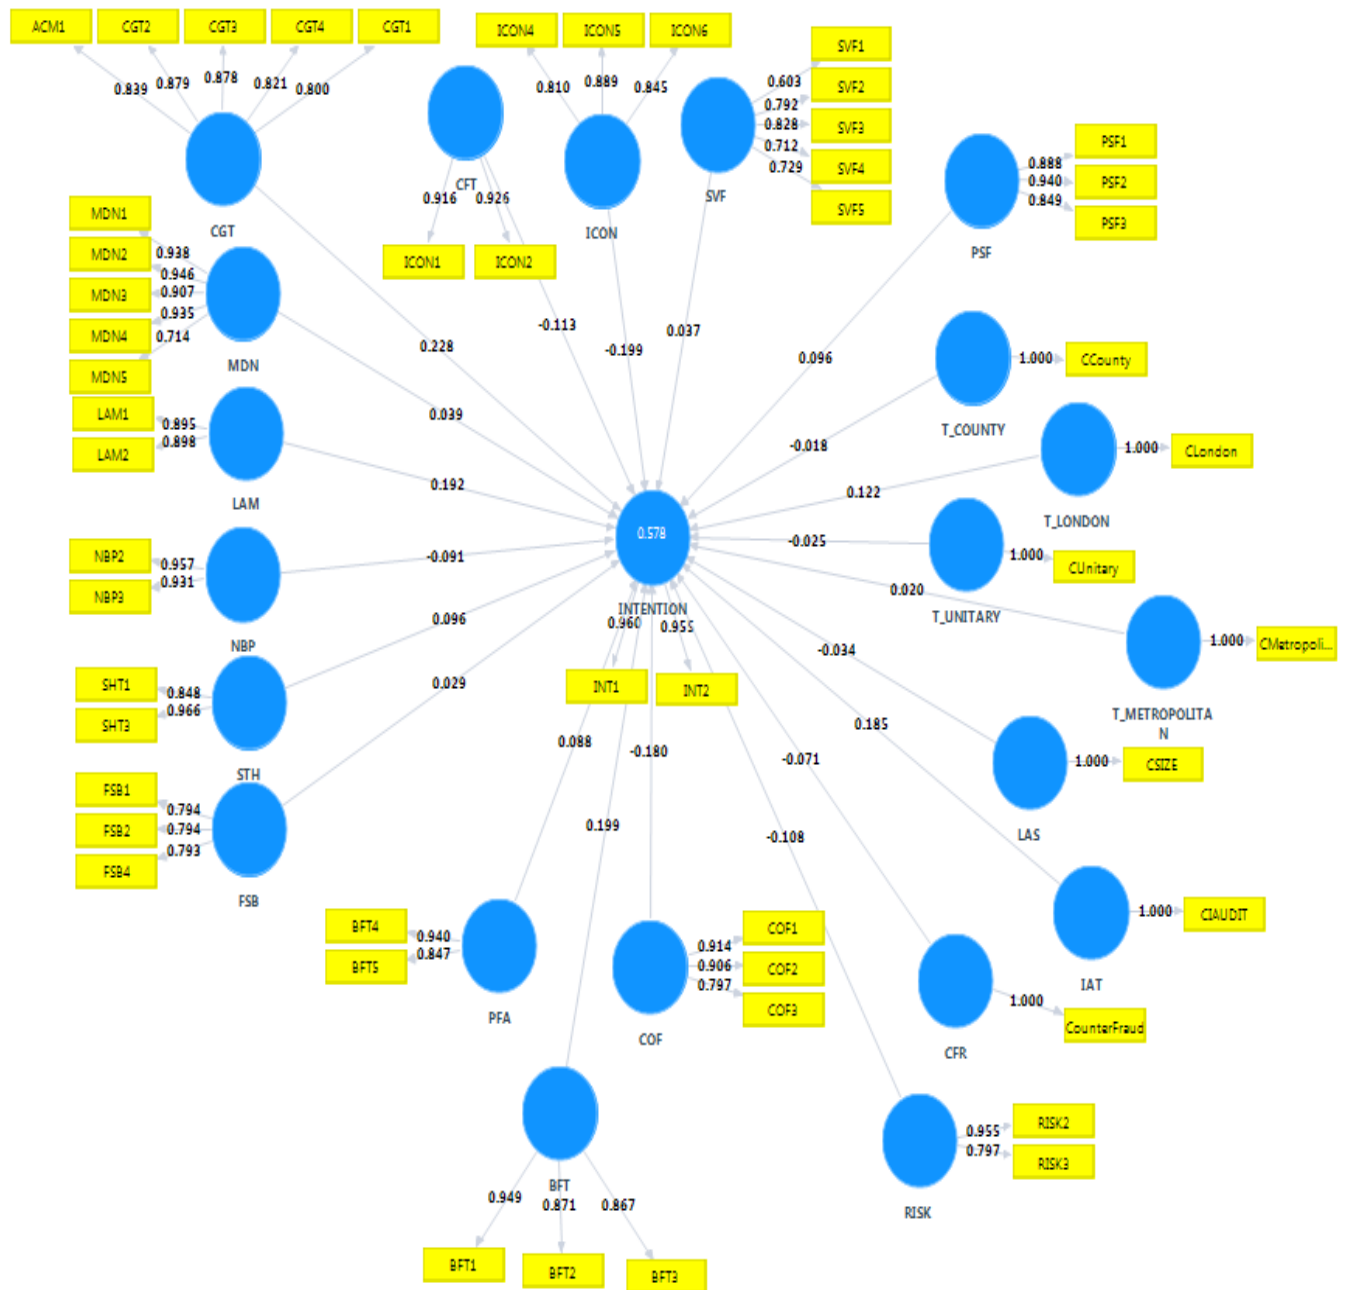 ACM1
CGT2
CGT3
CGT4
CGT1
0.839
0.879
0.878
0.821
0.800
CGT
ICON4
ICON5
ICON6
0.810
0.889
0.845
ICON
CFT
0.916
0.926
ICON1
ICON2
SVF1
SVF2
SVF3
SVF4
SVF5
0.603
0.792
0.828
0.712
0.729
SVF
PSF1
PSF2
PSF3
0.888
0.940
0.849
PSF
MDN1
MDN2
MDN3
MDN4
MDN5
0.938
0.946
0.907
0.935
0.714
MDN
LAM1
LAM2
0.895
0.898
LAM
NBP2
NBP3
0.957
0.931
NBP
SHT1
SHT3
0.848
0.966
STH
FSB1
FSB2
FSB4
0.794
0.794
0.793
FSB
0.228
0.039
0.192
-0.091
0.096
0.029
-0.113
-0.199
0.037
0.096
-0.018
0.122
-0.025
0.020
-0.034
0.185
-0.071
-0.108
-0.180
0.199
0.088
0.578
INTENTION
0.960
0.955
INT1
INT2
1.000
CCounty
T_COUNTY
1.000
CLondon
T_LONDON
1.000
CUnitary
T_UNITARY
1.000
CMetropoli...
T_METROPOLITA
N
1.000
CSIZE
LAS
1.000
CIAUDIT
IAT
1.000
CounterFraud
CFR
RISK2
RISK3
0.955
0.797
RISK
COF1
COF2
COF3
0.914
0.906
0.797
COF
BFT4
BFT5
0.940
0.847
PFA
BFT
0.949
0.871
0.867
BFT1
BFT2
BFT3